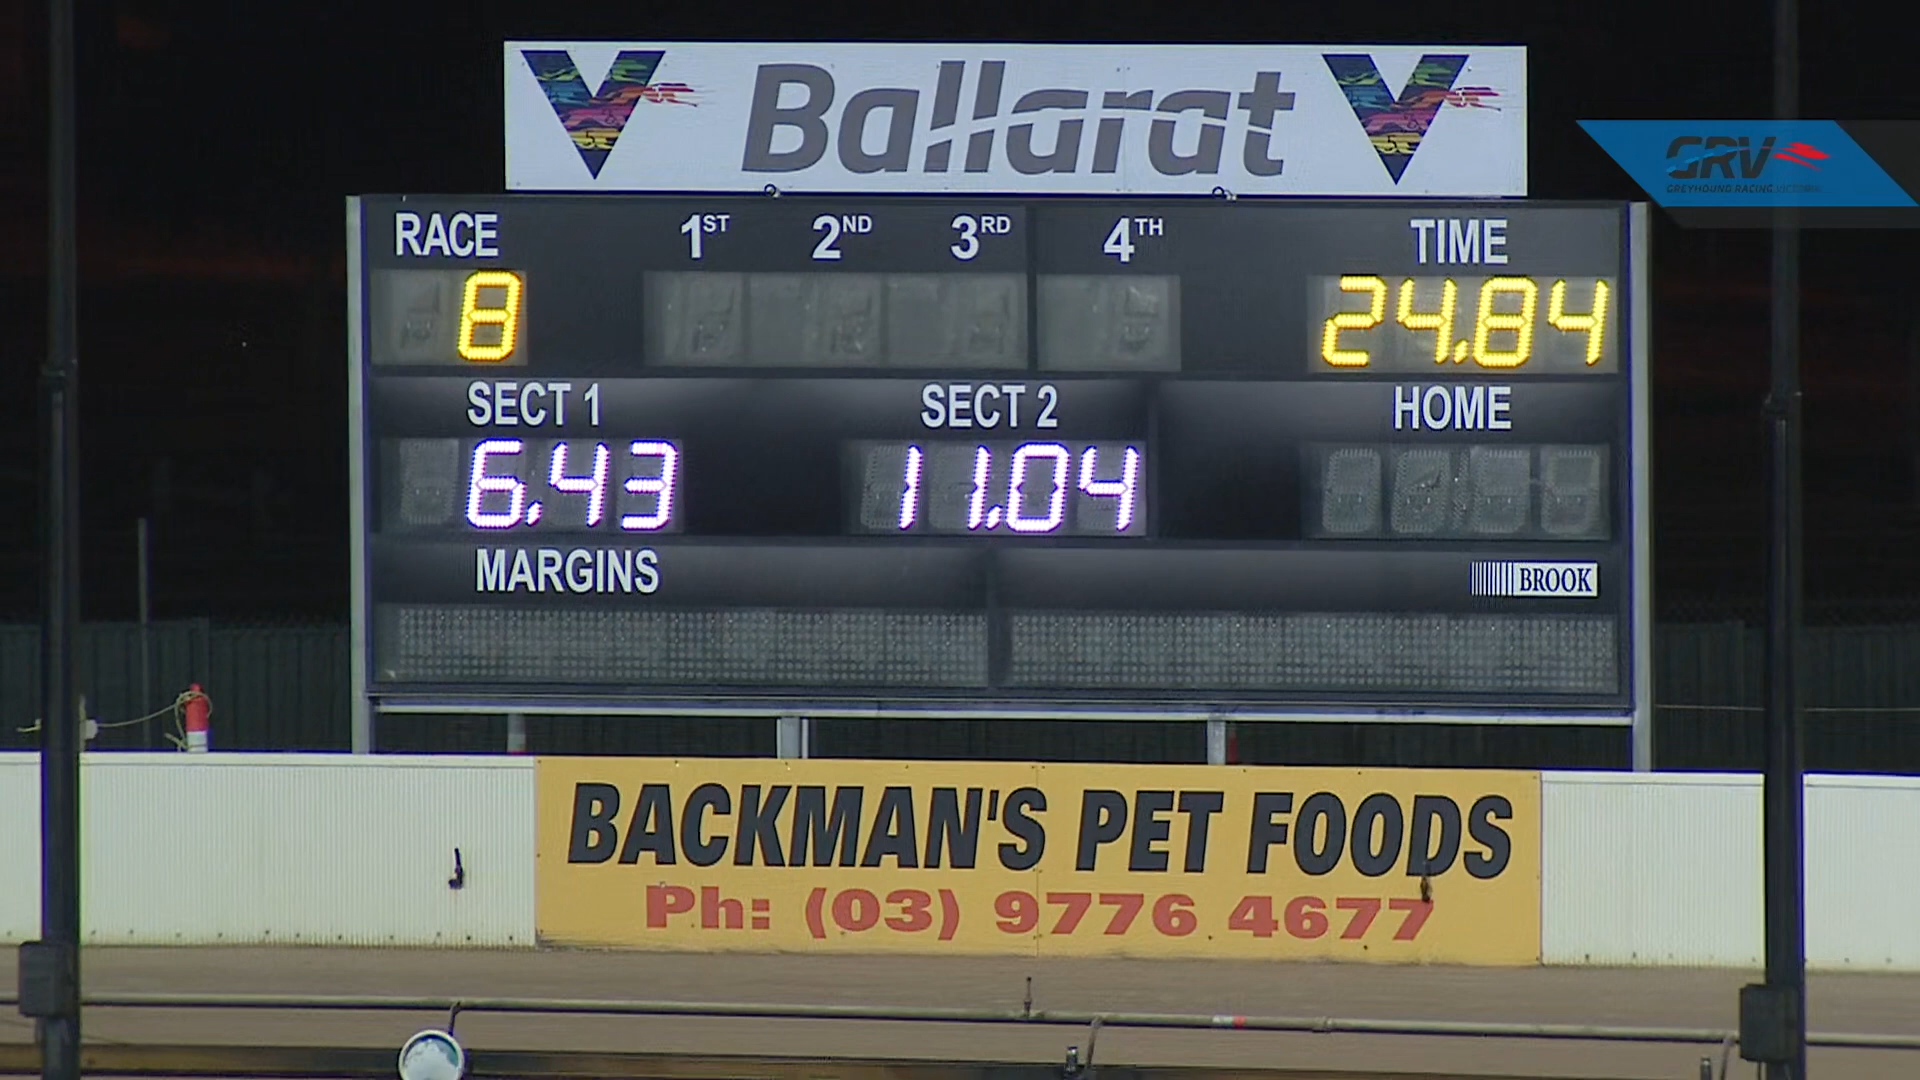 Ballarat
GRV
GREYHOUND RACING VICTORIA
RACE 1ST 2ND 3RD 4TH TIME
8 24.84
SECT 1 SECT 2 HOME
6.43 11.04
MARGINS
BROOK
BACKMAN'S PET FOODS
Ph: (03) 9776 4677